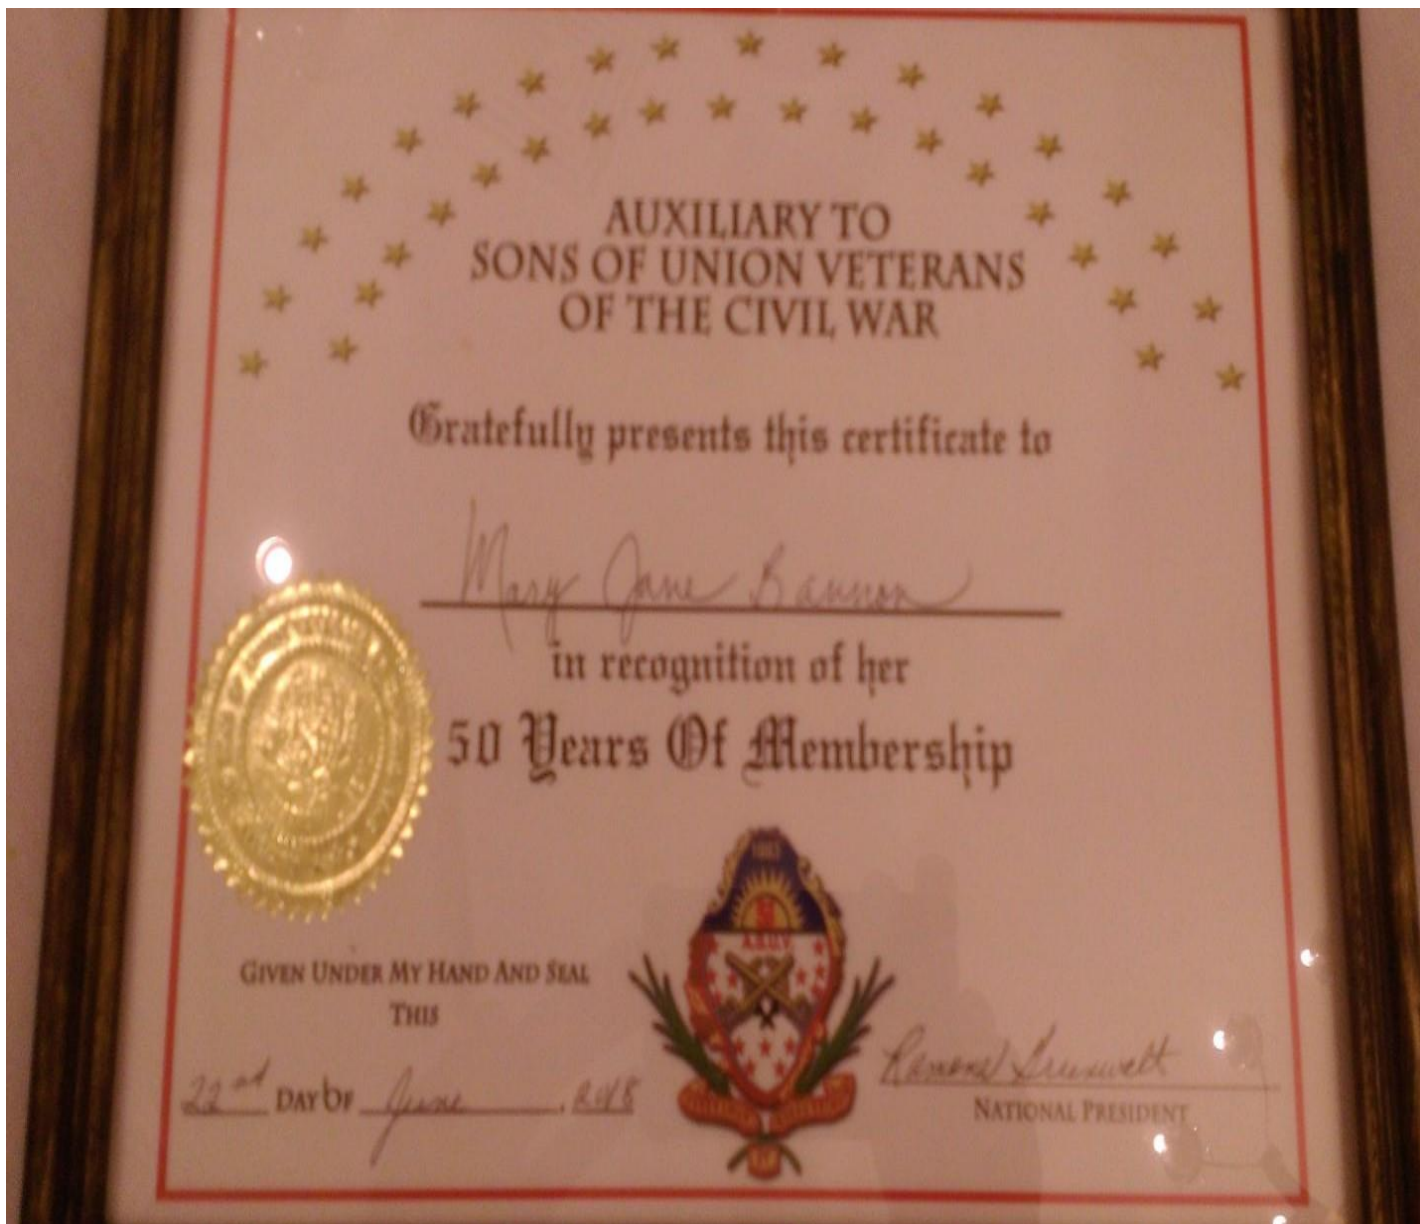 AUXILIARY TO
SONS OF UNION VETERANS
OF THE CIVIL WAR
Gratefully presents this certificate to
Mary Jane Bannon
in recognition of her
50 Years Of Membership
A.S.U.V.
GIVEN UNDER MY HAND AND SEAL
THIS
22nd DAY OF June, 2018
Ramona
NATIONAL PRESIDENT